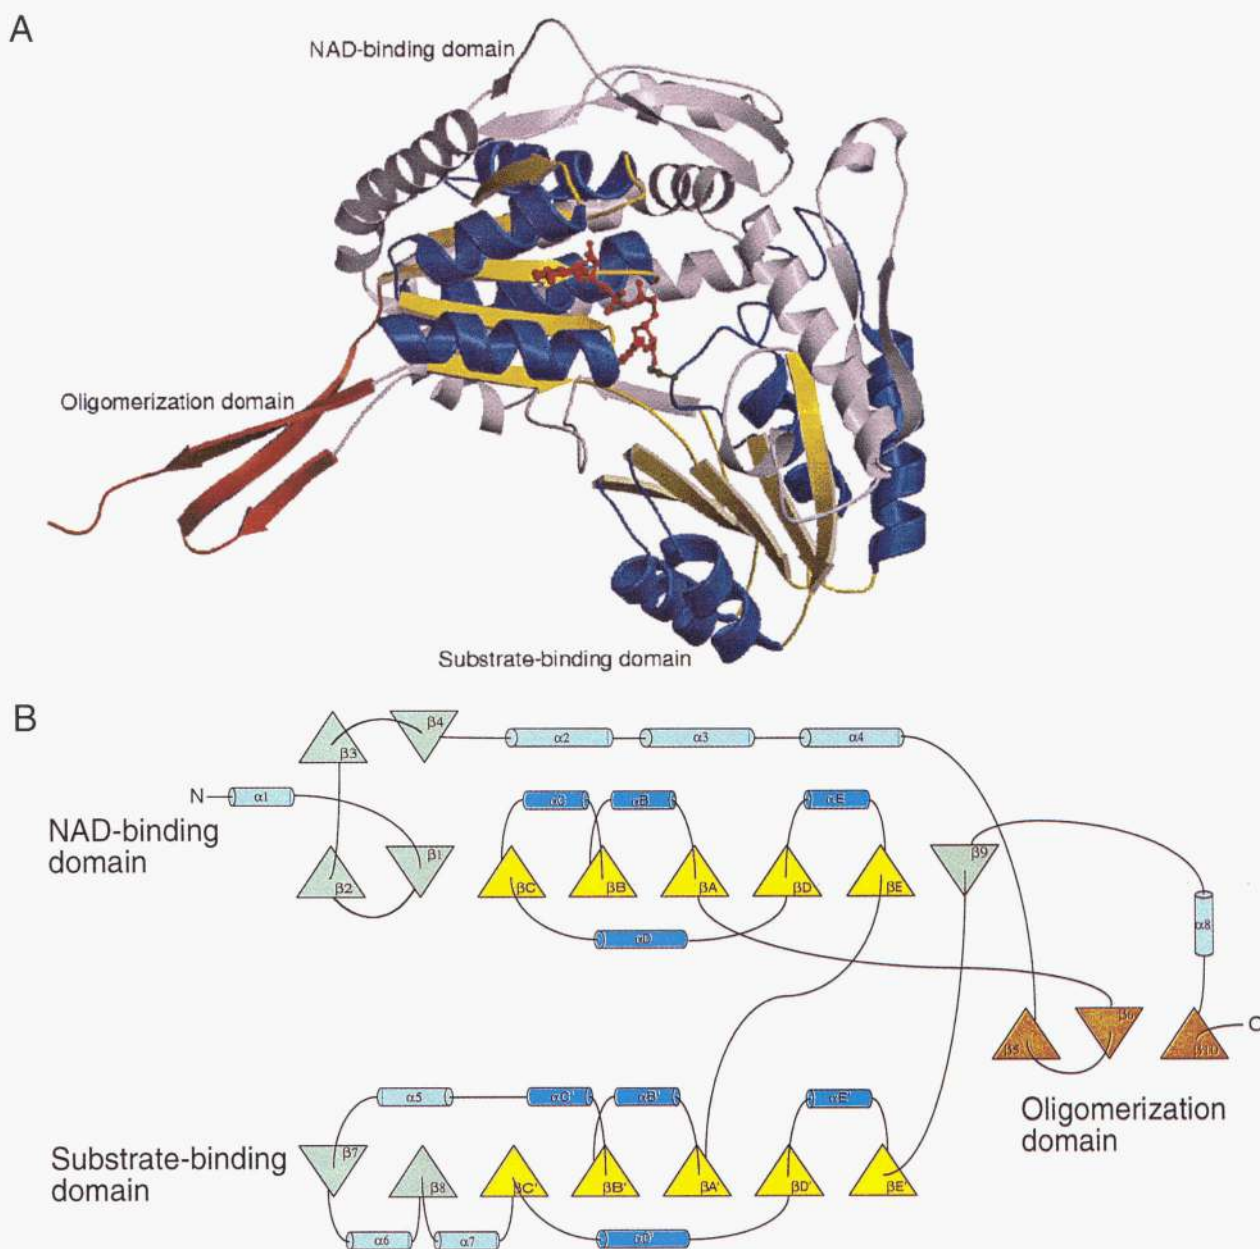 A
NAD-binding domain
Oligomerization domain
Substrate-binding domain
B
β3
β4
α2
α3
α4
N
α1
αC
αB
αE
NAD-binding
domain
β2
β1
βC
βB
βA
βD
βE
β9
αD
α8
β5
β6
β10
C
α5
αC'
αB'
αE'
Oligomerization
domain
Substrate-binding
domain
β7
β8
βC'
βB'
βA'
βD'
βE'
α6
α7
αD'